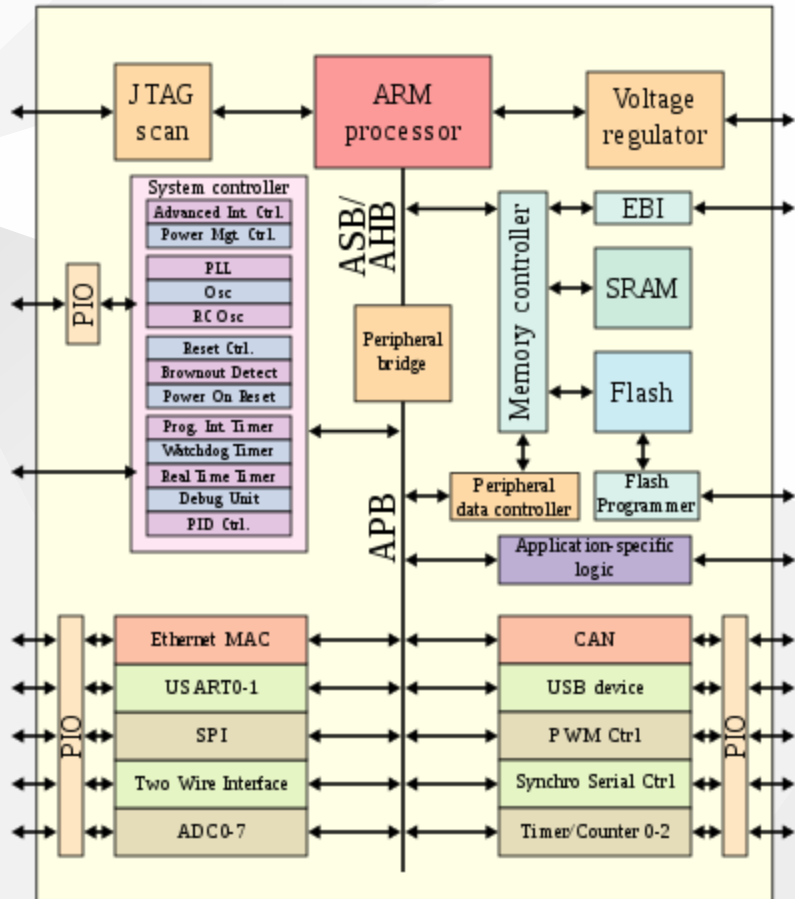 JTAG
scan
ARM
processor
Voltage
regulator
System controller
Advanced Int. Ctrl.
Power Mgt. Ctrl.
PLL
Osc
RC Osc
Reset Ctrl.
Brownout Detect
Power On Reset
Prog. Int. Timer
Watchdog Timer
Real Time Timer
Debug Unit
PID Ctrl.
PIO
ASB/
AHB
Peripheral
bridge
Memory controller
EBI
SRAM
Flash
Peripheral
data controller
Flash
Programmer
APB
Application-specific
logic
PIO
Ethernet MAC
USART0-1
SPI
Two Wire Interface
ADC0-7
CAN
USB device
PWM Ctrl
Synchro Serial Ctrl
Timer/Counter 0-2
PIO